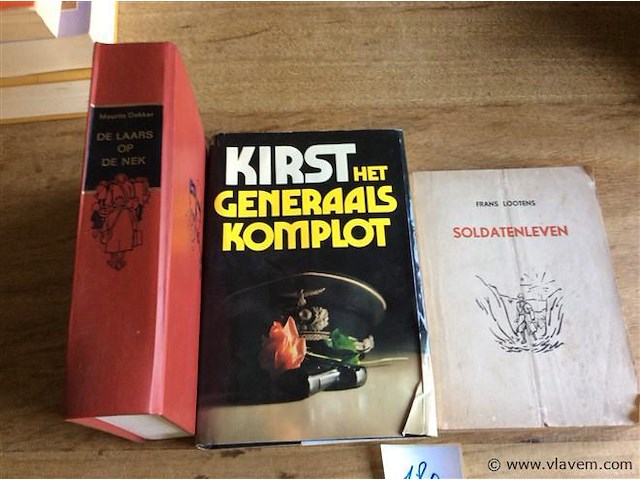 Maurits Dekker
DE LAARS
OP
DE NEK
KIRST HET
GENERAALS
KOMPLOT
FRANS LOOTENS
SOLDATENLEVEN
© www.vlavem.com